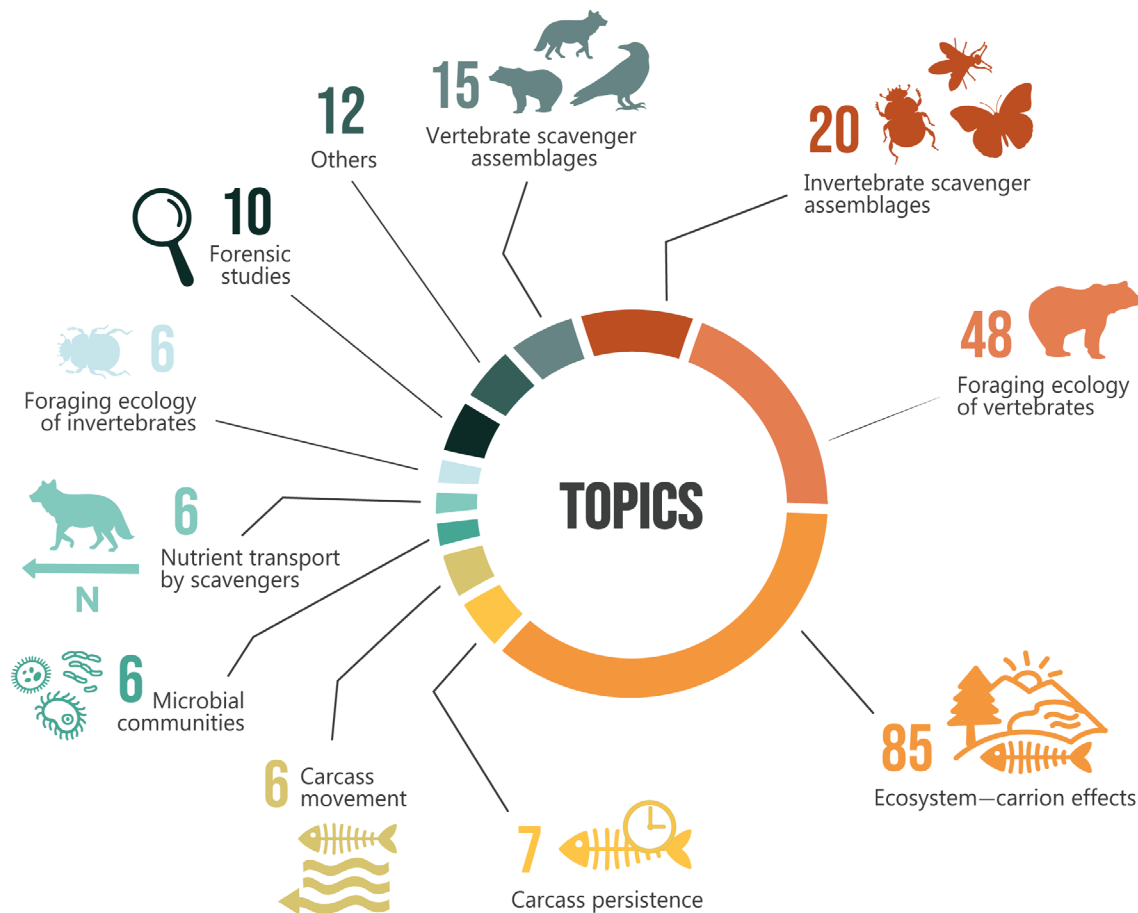 15
Vertebrate scavenger
assemblages
20
Invertebrate scavenger
assemblages
12
Others
10
Forensic
studies
48
Foraging ecology
of vertebrates
6
Foraging ecology
of invertebrates
TOPICS
6
Nutrient transport
by scavengers
N
6
Microbial
communities
85
Ecosystem—carrion effects
6
Carcass
movement
7
Carcass persistence